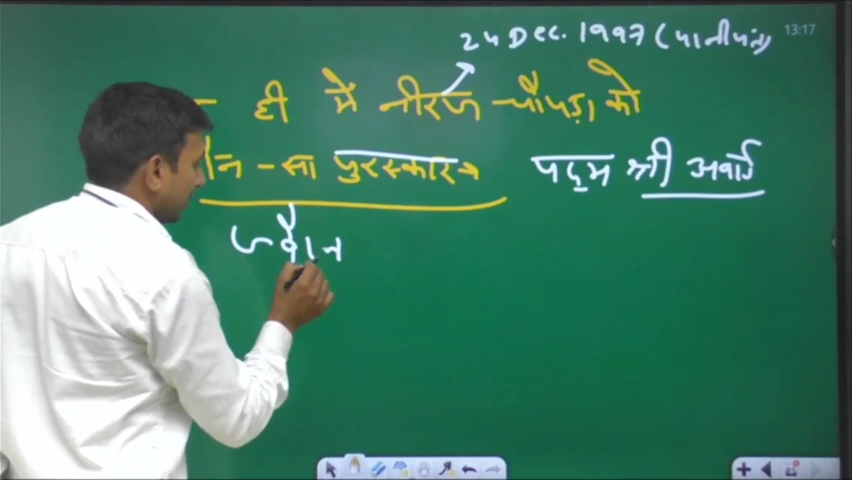 24 Dec. 1997 (पानीपत)
13:17
ही में नीरज चौपड़ा को
न - सा पुरस्कार → पद्म श्री अवार्ड